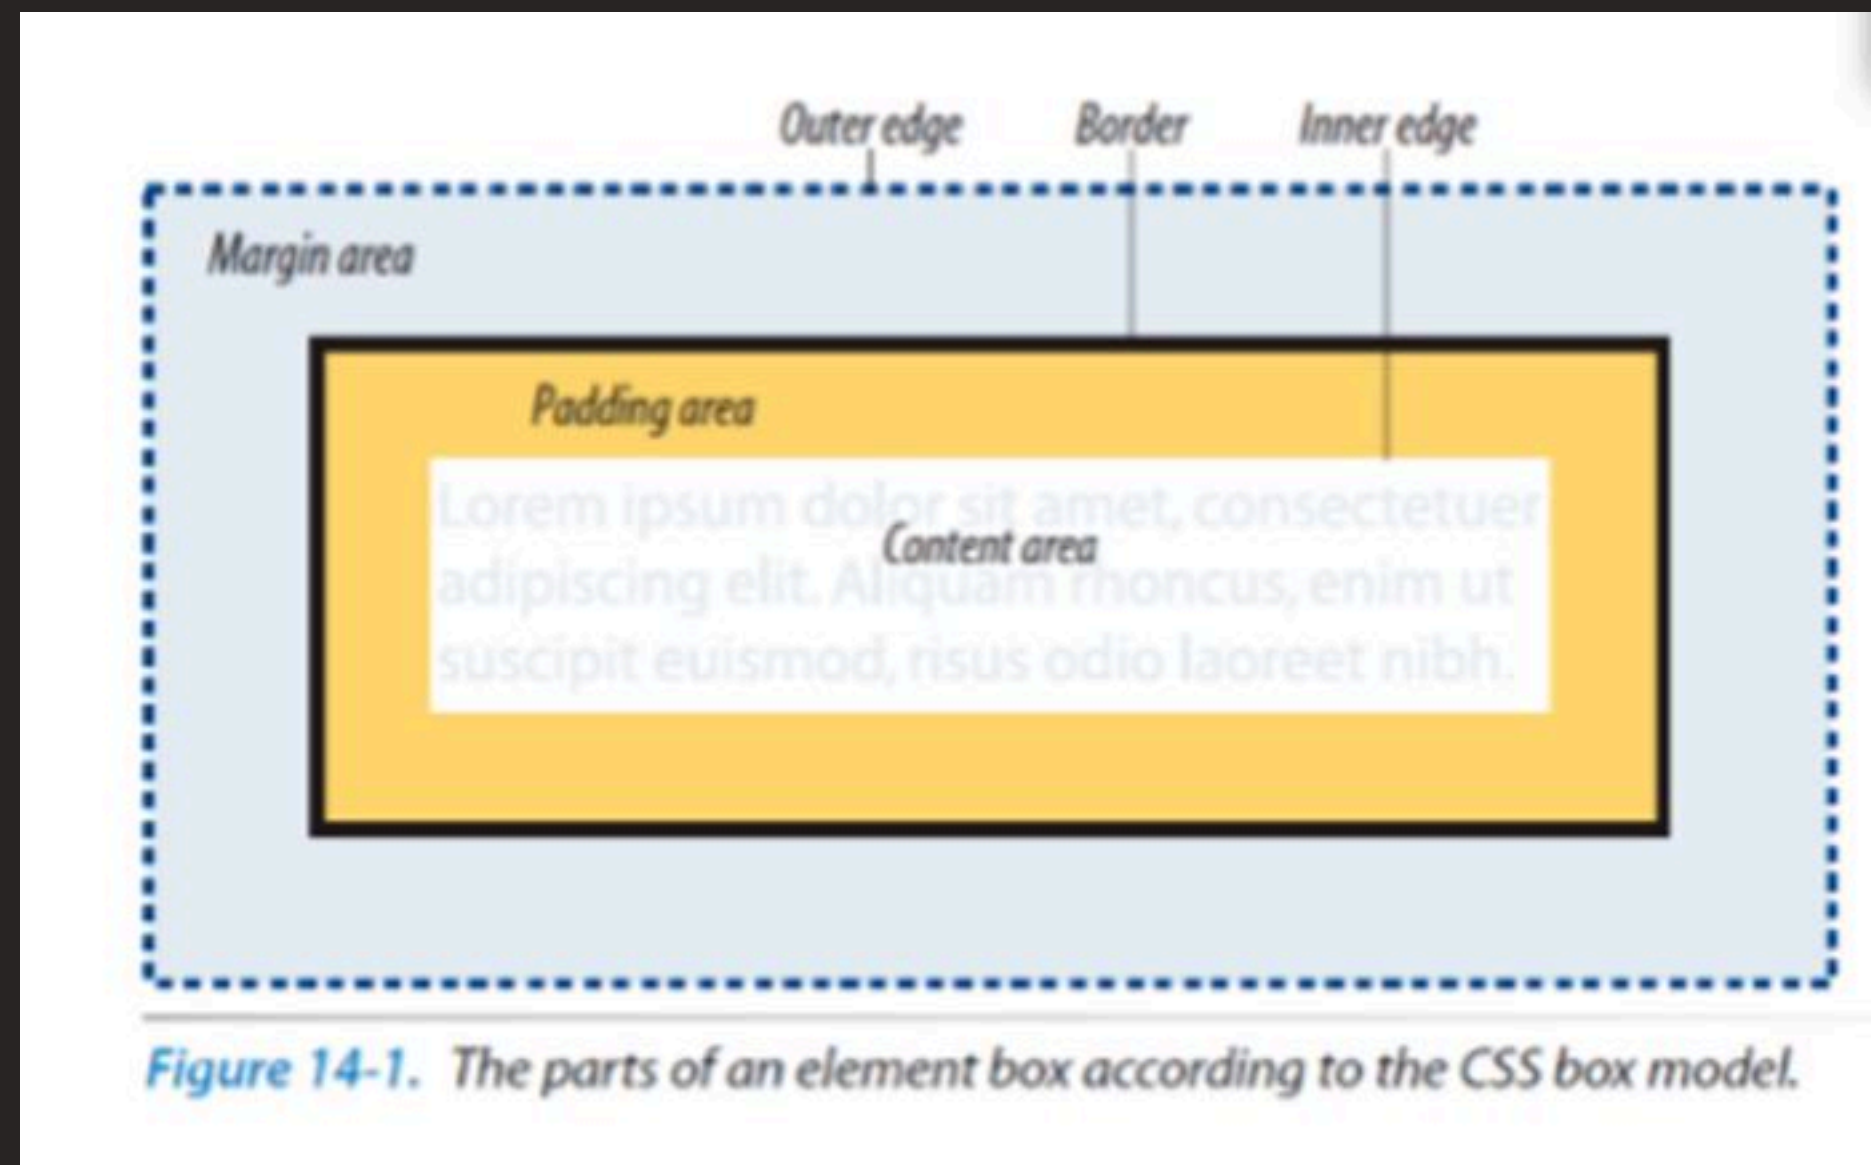 Outer edge Border Inner edge
Margin area
Padding area
Lorem ipsum dolor sit amet, consectetuer
Content area
adipiscing elit. Aliquam rhoncus, enim ut
suscipit euismod, risus odio laoreet nibh.
Figure 14-1. The parts of an element box according to the CSS box model.